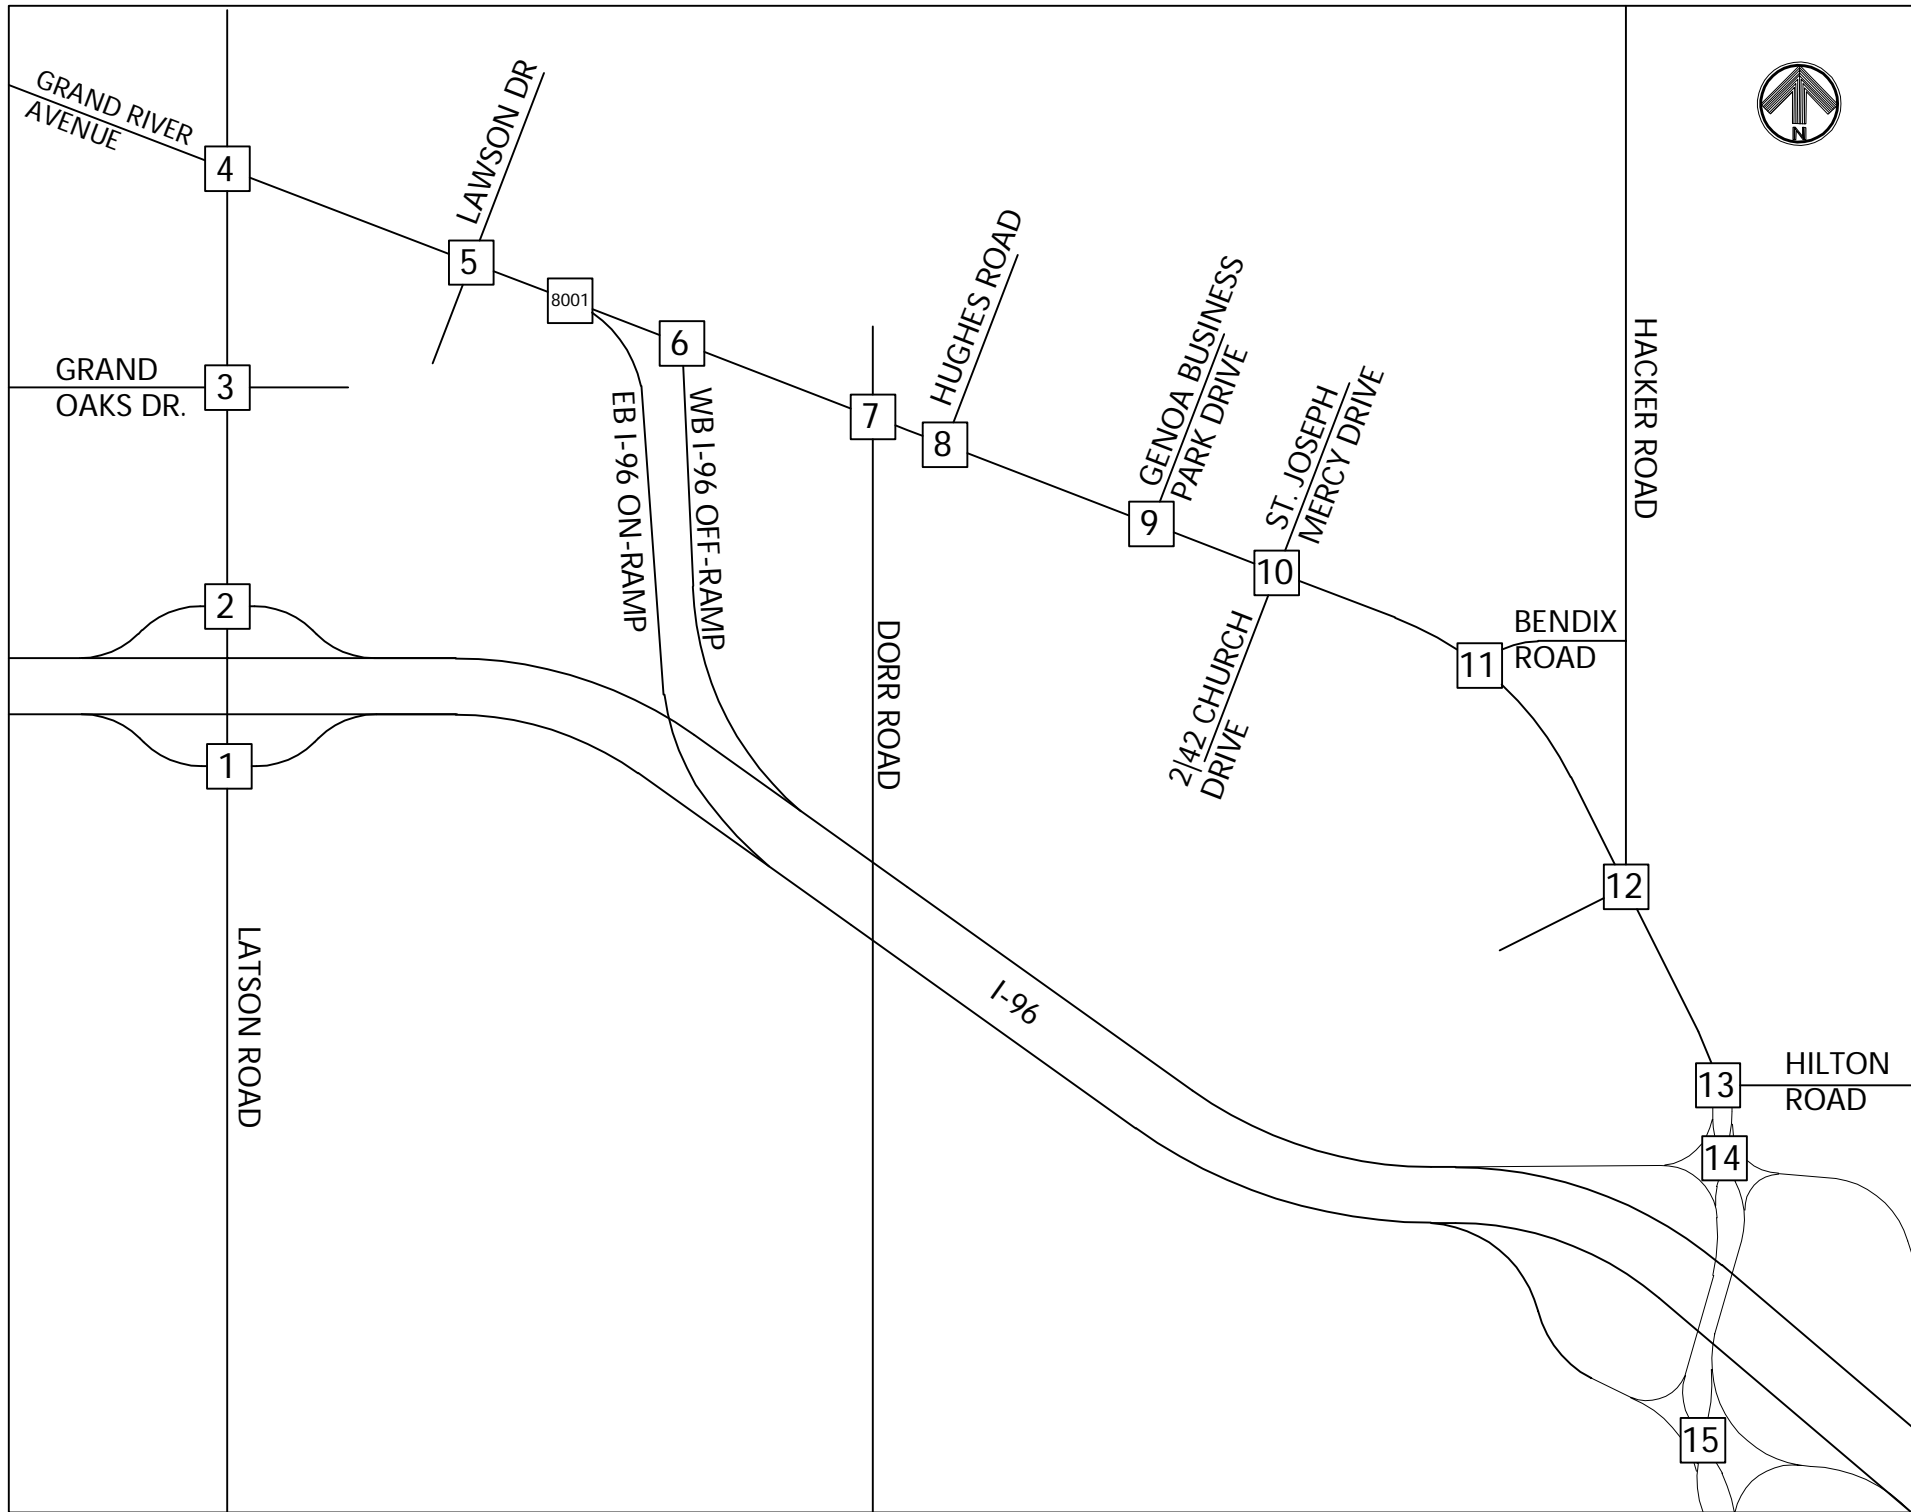 GRAND RIVER
AVENUE
4
LAWSON DR
N
5
8001
6
GRAND
OAKS DR.
3
EB I-96 ON-RAMP
WB I-96 OFF-RAMP
7
HUGHES ROAD
8
GENOA BUSINESS
PARK DRIVE
9
ST. JOSEPH
MERCY DRIVE
10
HACKER ROAD
2
1
DORR ROAD
2|42 CHURCH
DRIVE
BENDIX
ROAD
11
12
LATSON ROAD
I-96
13
HILTON
ROAD
14
15